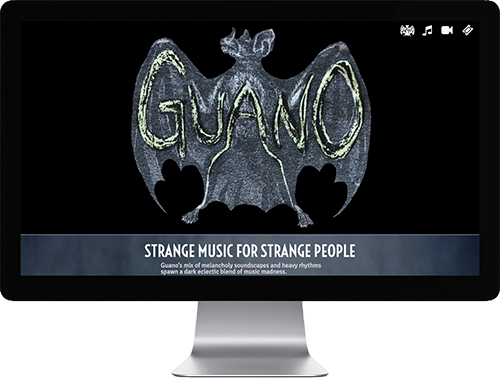 GUANO
STRANGE MUSIC FOR STRANGE PEOPLE
Guano's mix of melancholy soundscapes and heavy rhythms
spawn a dark eclectic blend of music madness.